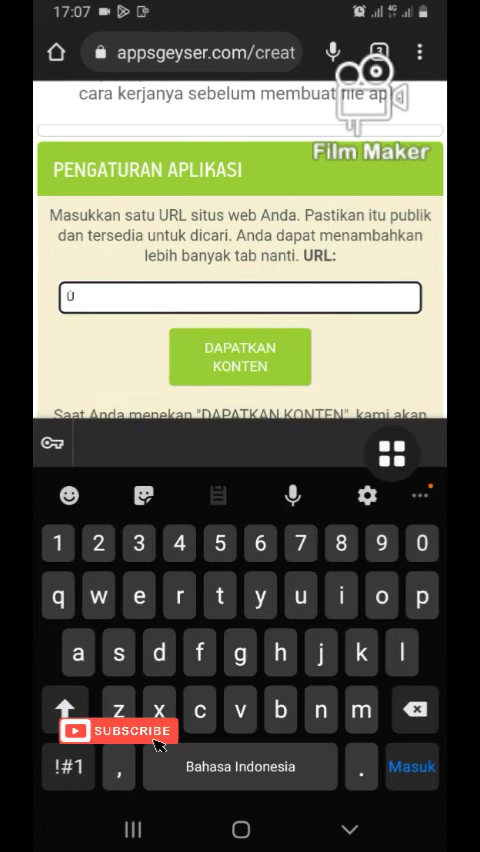 17:07
4G
appsgeyser.com/creat
3
cara kerjanya sebelum membuat file ap
Film Maker
PENGATURAN APLIKASI
Masukkan satu URL situs web Anda. Pastikan itu publik
dan tersedia untuk dicari. Anda dapat menambahkan
lebih banyak tab nanti. URL:
Ù
DAPATKAN
KONTEN
Saat Anda menekan "DAPATKAN KONTEN", kami akan
1 2 3 4 5 6 7 8 9 0
q w e r t y u i o p
a s d f g h j k l
z x c v b n m
SUBSCRIBE
!#1 , Bahasa Indonesia . Masuk